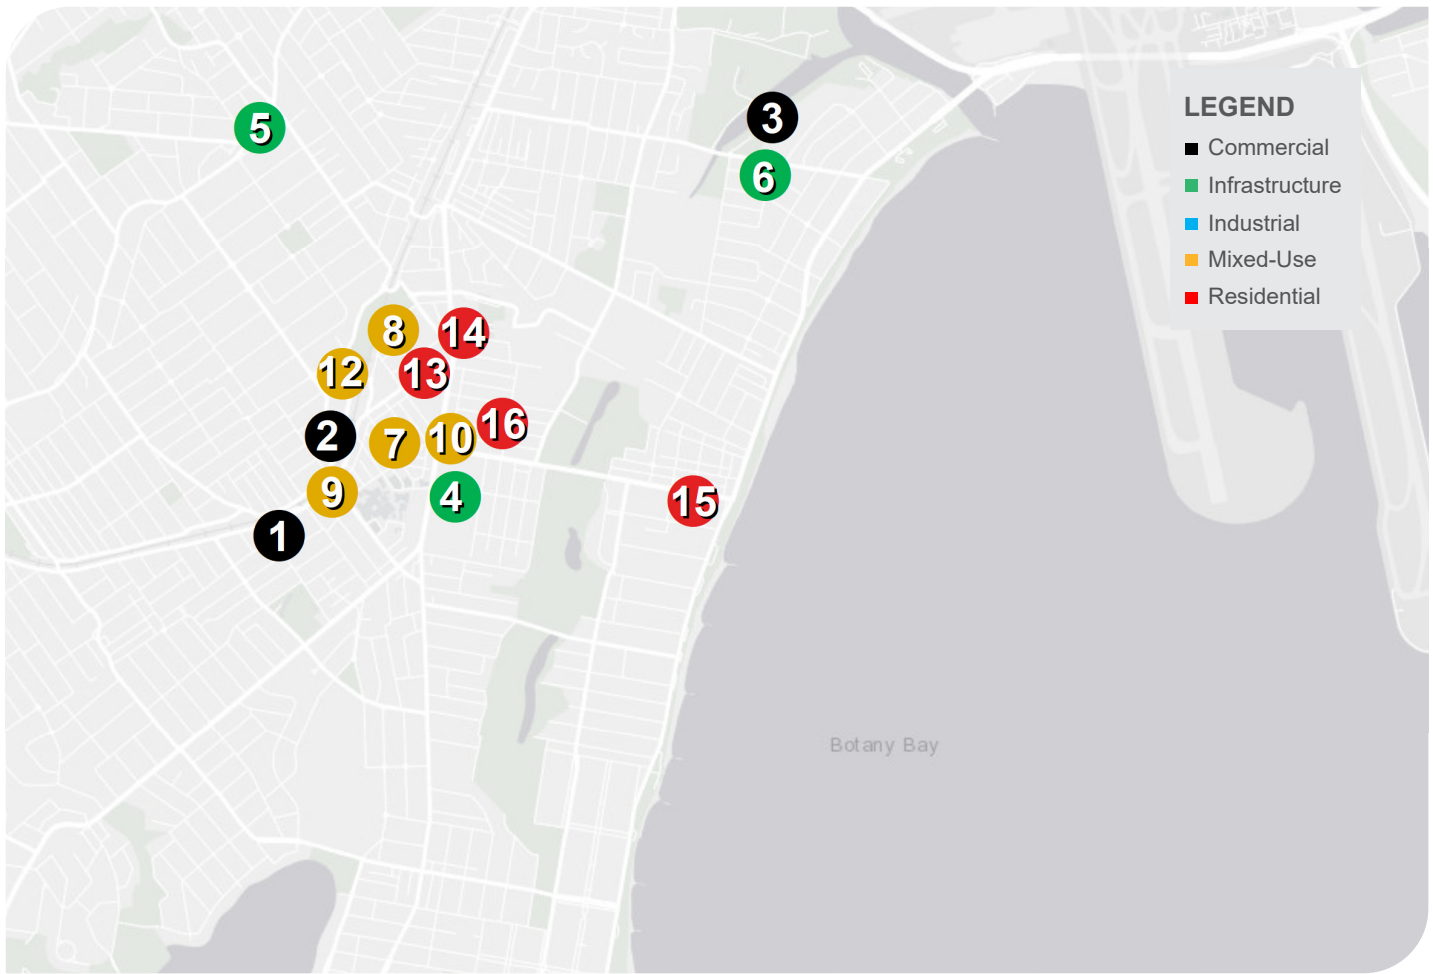 3
5
6
LEGEND
Commercial
Infrastructure
Industrial
Mixed-Use
Residential
8
14
12
13
16
2
7
10
9
4
15
1
Botany Bay